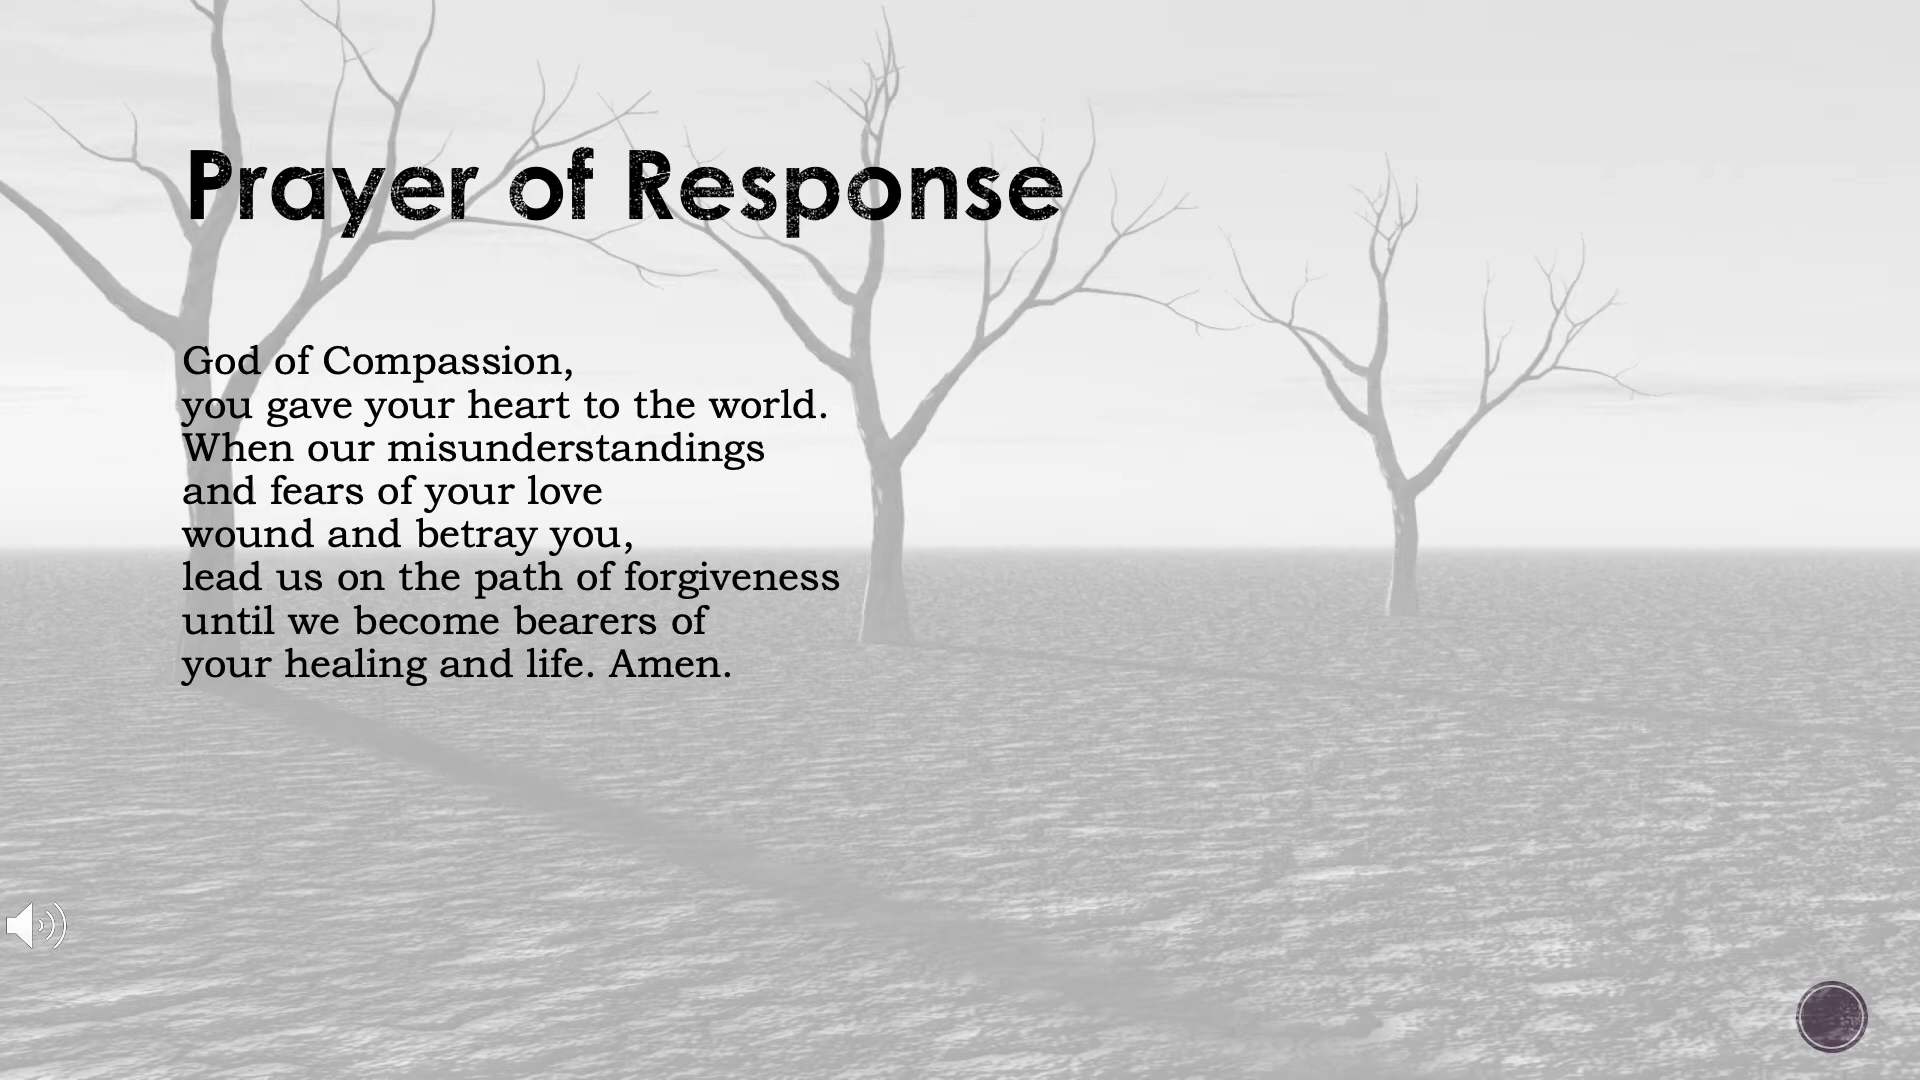 Prayer of Response
God of Compassion,
you gave your heart to the world.
When our misunderstandings
and fears of your love
wound and betray you,
lead us on the path of forgiveness
until we become bearers of
your healing and life. Amen.